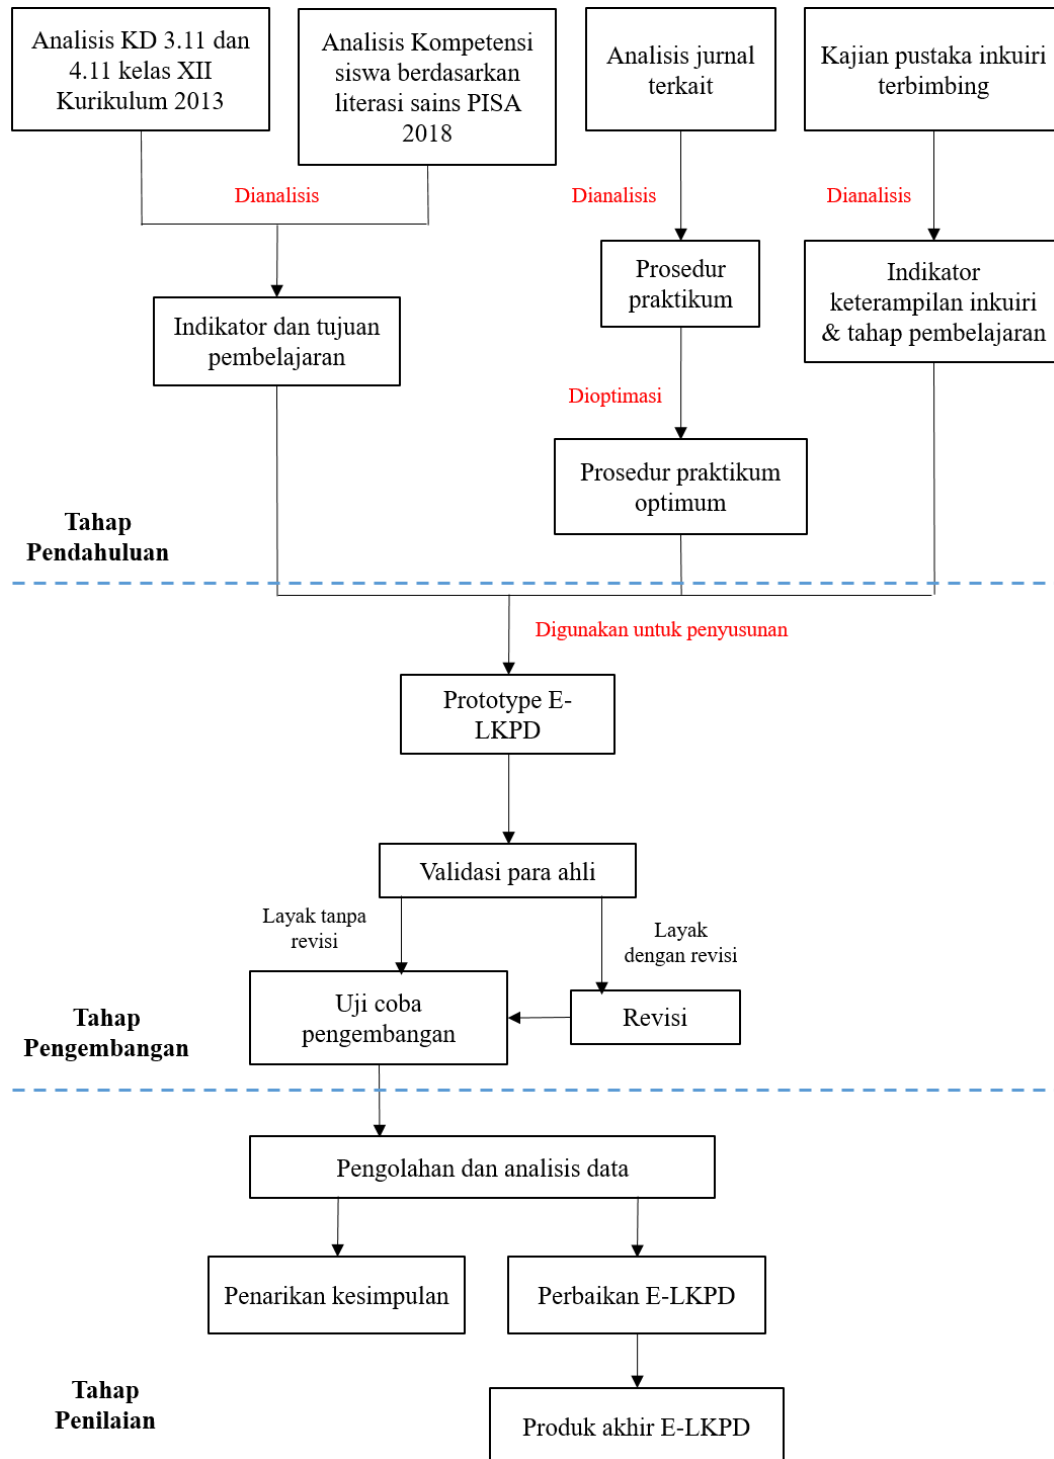 Analisis KD 3.11 dan
4.11 kelas XII
Kurikulum 2013
Analisis Kompetensi
siswa berdasarkan
literasi sains PISA
2018
Analisis jurnal
terkait
Kajian pustaka inkuiri
terbimbing
Dianalisis
Dianalisis
Dianalisis
Indikator dan tujuan
pembelajaran
Prosedur
praktikum
Indikator
keterampilan inkuiri
& tahap pembelajaran
Dioptimasi
Prosedur praktikum
optimum
Tahap
Pendahuluan
Digunakan untuk penyusunan
Prototype E-
LKPD
Validasi para ahli
Layak tanpa
revisi
Layak
dengan revisi
Uji coba
pengembangan
Revisi
Tahap
Pengembangan
Pengolahan dan analisis data
Penarikan kesimpulan
Perbaikan E-LKPD
Tahap
Penilaian
Produk akhir E-LKPD